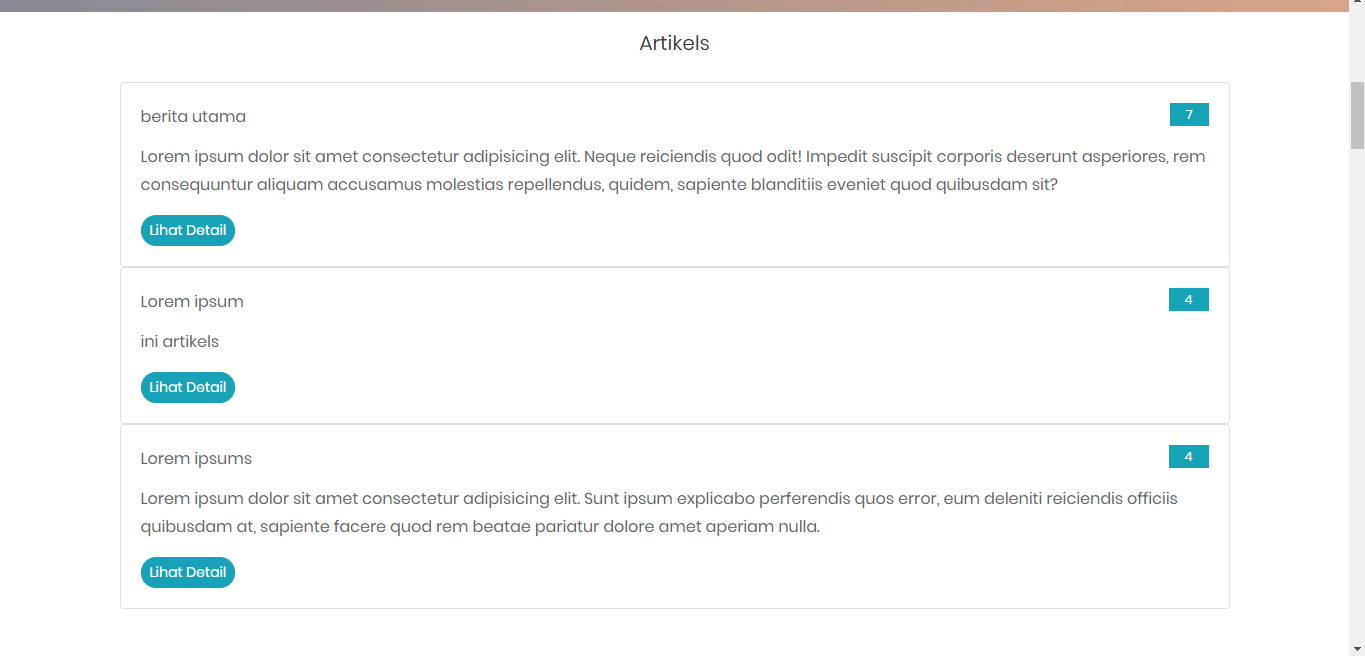 Artikels
berita utama
7
Lorem ipsum dolor sit amet consectetur adipisicing elit. Neque reiciendis quod odit! Impedit suscipit corporis deserunt asperiores, rem
consequuntur aliquam accusamus molestias repellendus, quidem, sapiente blanditiis eveniet quod quibusdam sit?
Lihat Detail
Lorem ipsum
4
ini artikels
Lihat Detail
Lorem ipsums
4
Lorem ipsum dolor sit amet consectetur adipisicing elit. Sunt ipsum explicabo perferendis quos error, eum deleniti reiciendis officiis
quibusdam at, sapiente facere quod rem beatae pariatur dolore amet aperiam nulla.
Lihat Detail